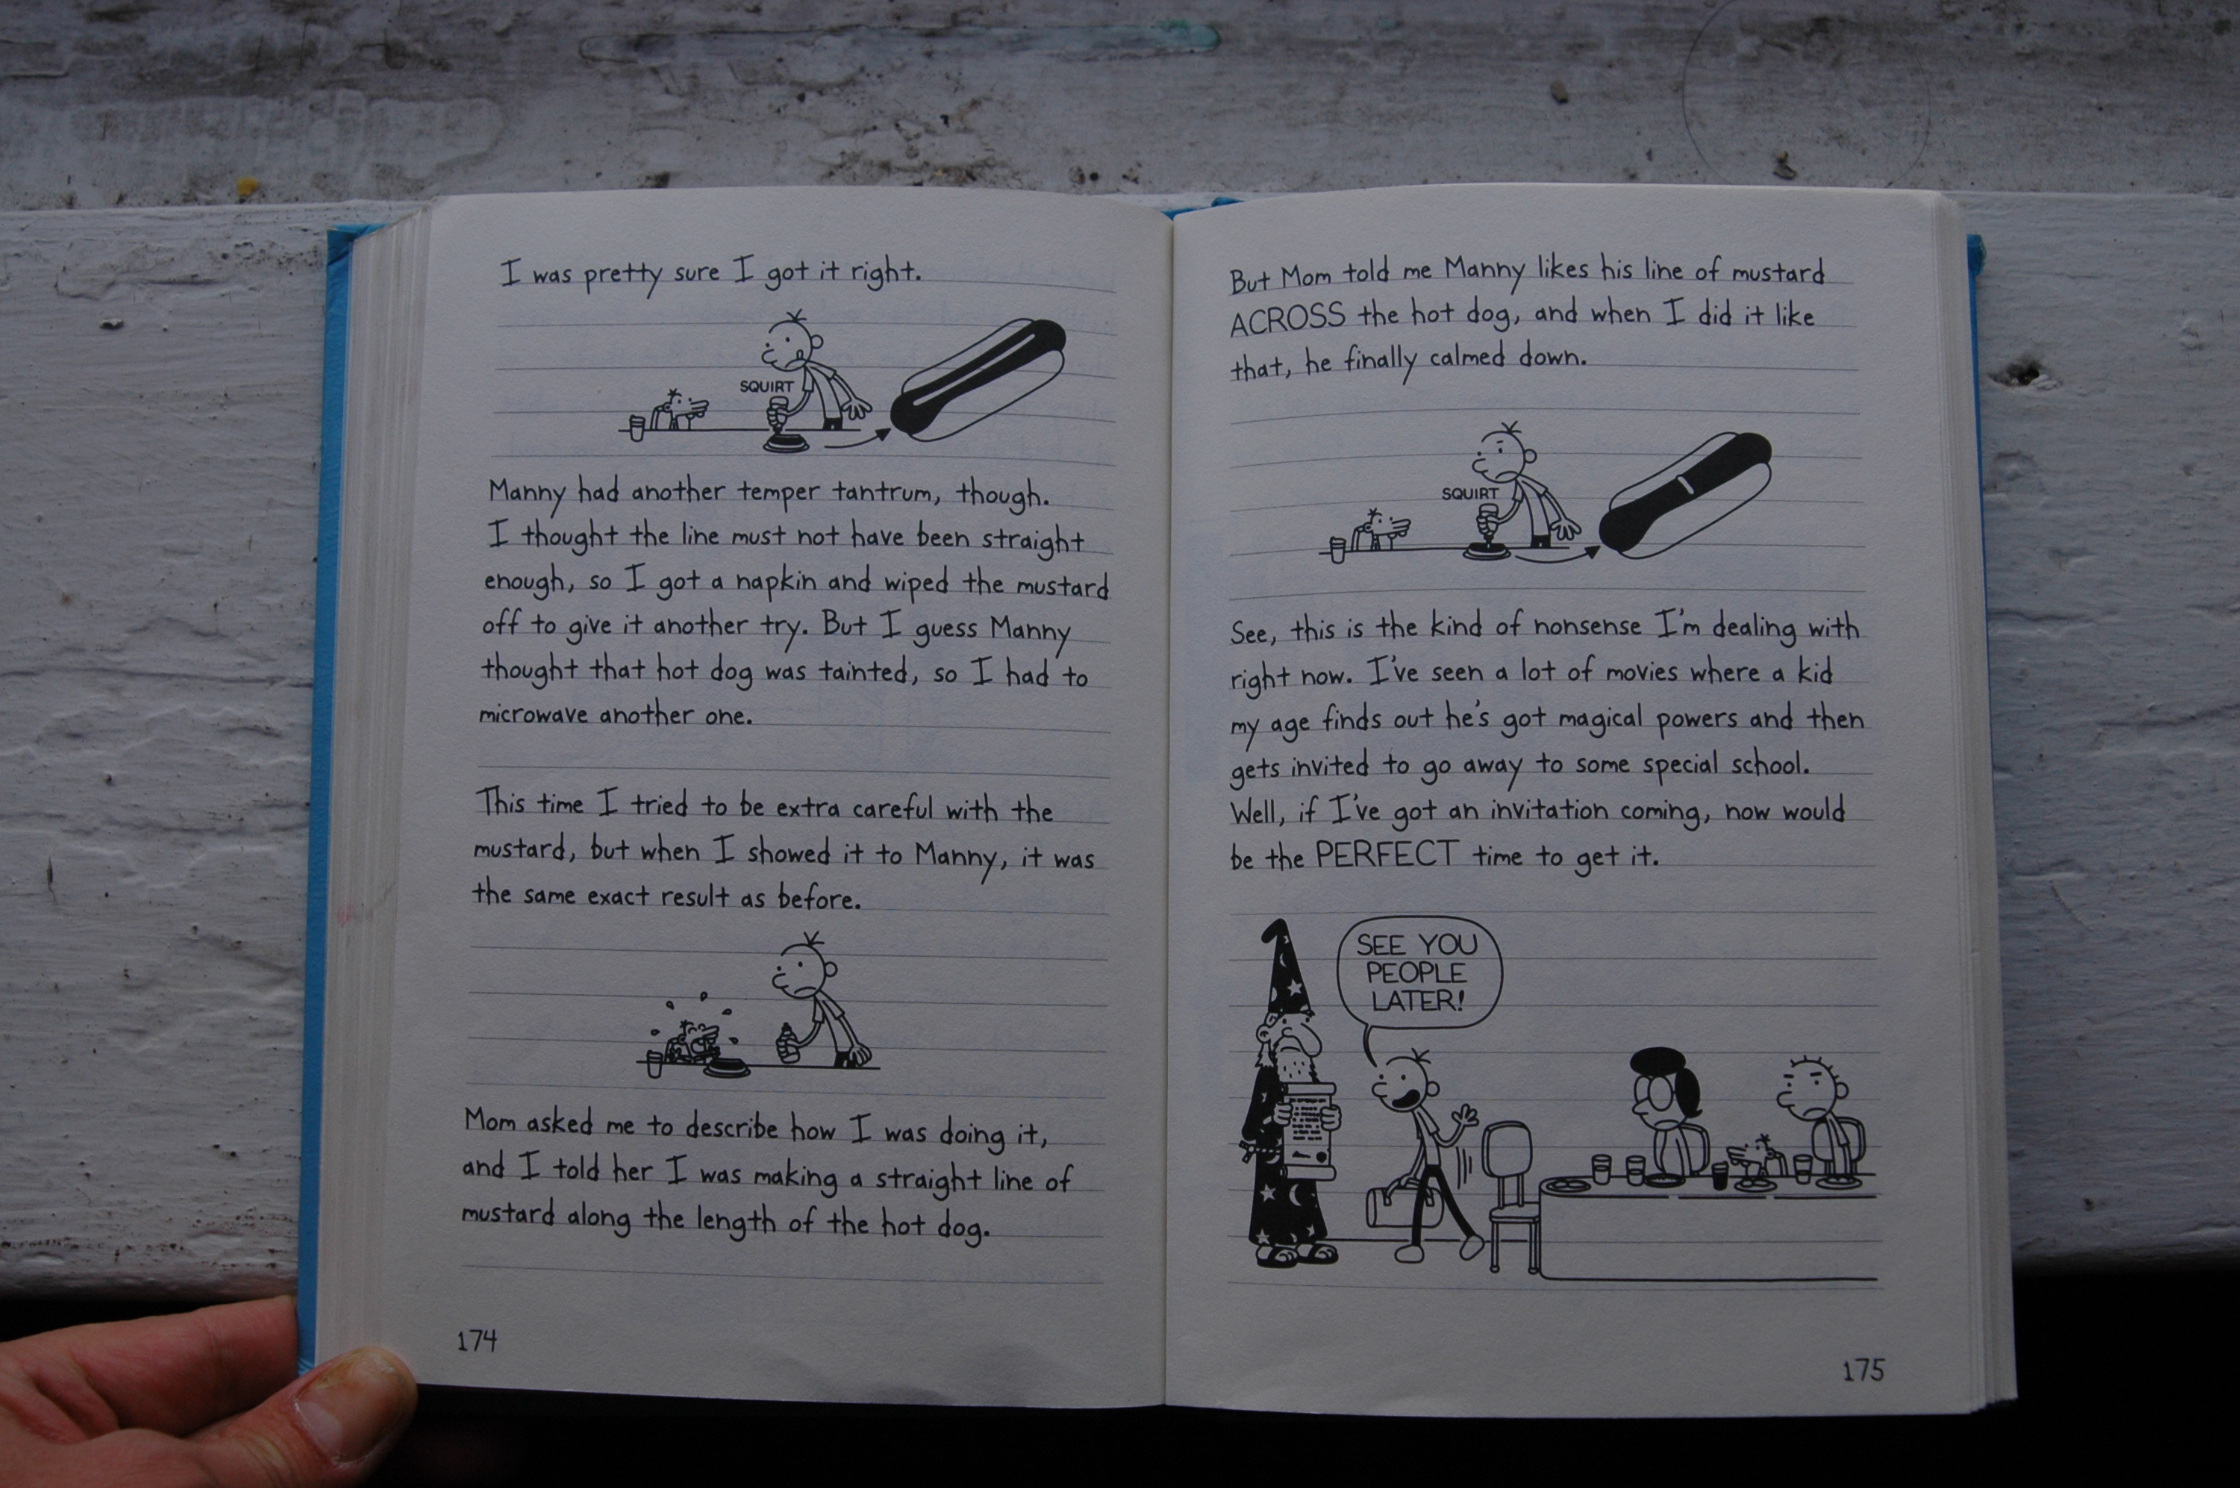 I was pretty sure I got it right.
SQUIRT
Manny had another temper tantrum, though.
I thought the line must not have been straight
enough, so I got a napkin and wiped the mustard
off to give it another try. But I guess Manny
thought that hot dog was tainted, so I had to
microwave another one.
This time I tried to be extra careful with the
mustard, but when I showed it to Manny, it was
the same exact result as before.
Mom asked me to describe how I was doing it,
and I told her I was making a straight line of
mustard along the length of the hot dog.
174
But Mom told me Manny likes his line of mustard
ACROSS the hot dog, and when I did it like
that, he finally calmed down.
SQUIRT
See, this is the kind of nonsense I'm dealing with
right now. I've seen a lot of movies where a kid
my age finds out he's got magical powers and then
gets invited to go away to some special school.
Well, if I've got an invitation coming, now would
be the PERFECT time to get it.
SEE YOU
PEOPLE
LATER!
175